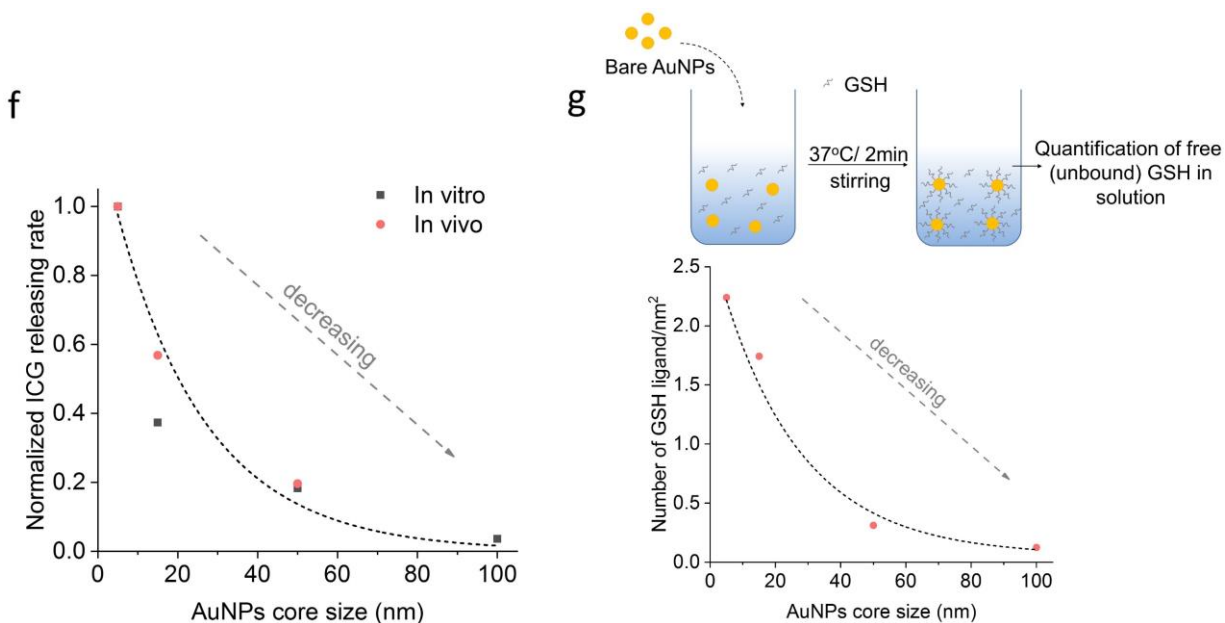 f
In vitro
In vivo
decreasing
Normalized ICG releasing rate
1.0
0.8
0.6
0.4
0.2
0.0
0
20
40
60
80
100
AuNPs core size (nm)
g
Bare AuNPs
GSH
37°C/ 2min
stirring
Quantification of free
(unbound) GSH in
solution
decreasing
Number of GSH ligand/nm²
2.5
2.0
1.5
1.0
0.5
0.0
0
20
40
60
80
100
AuNPs core size (nm)